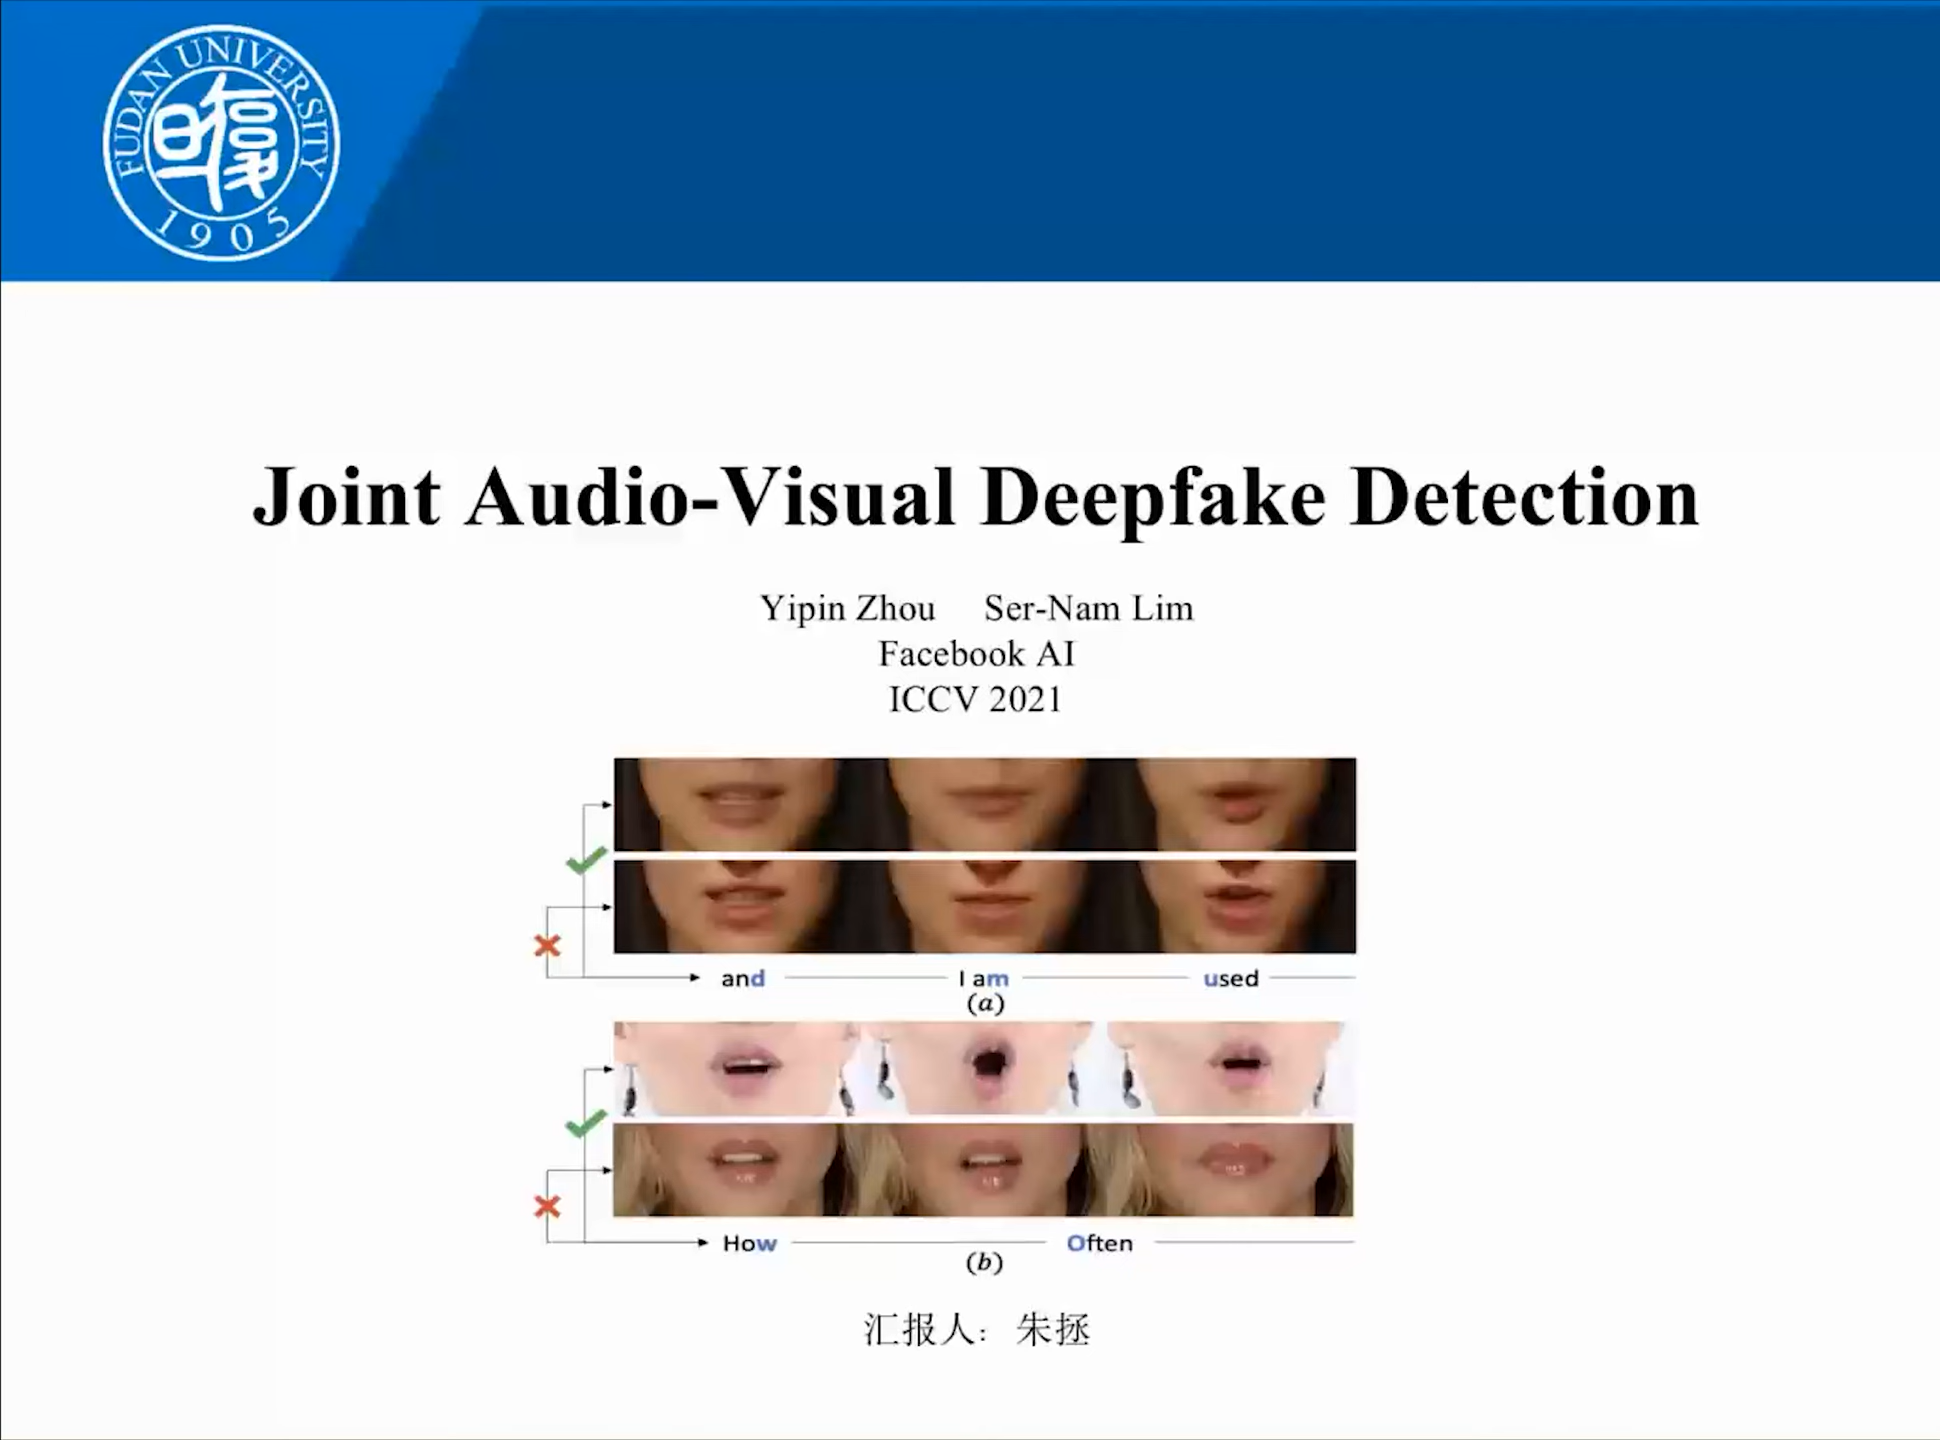 FUDAN UNIVERSITY
1905
Joint Audio-Visual Deepfake Detection
Yipin Zhou Ser-Nam Lim
Facebook AI
ICCV 2021
and I am used
(a)
How Often
(b)
汇报人：朱拯